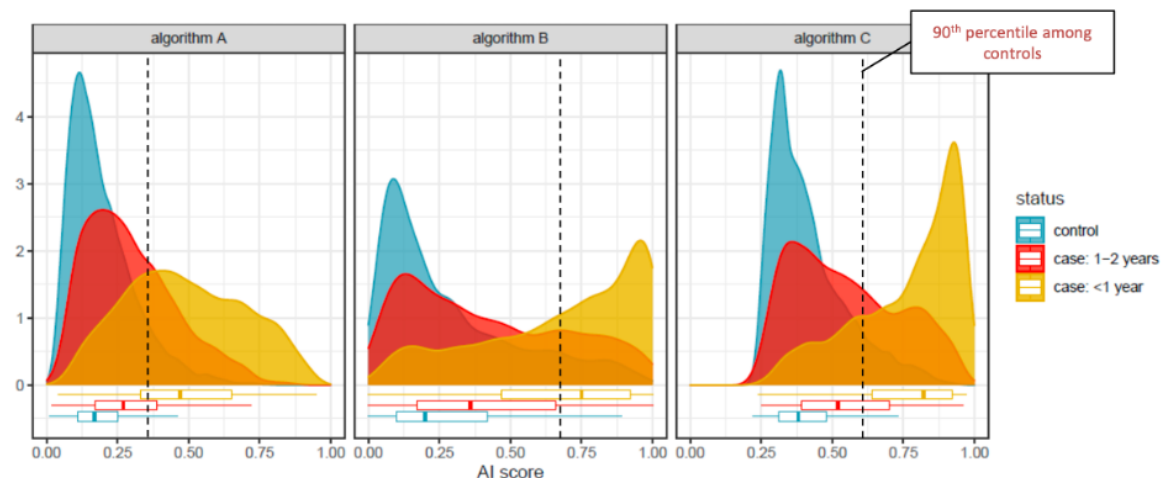 algorithm A
algorithm B
algorithm C
90th percentile among
controls
4
3
2
1
0
0.00 0.25 0.50 0.75 1.00
0.00 0.25 0.50 0.75 1.00
0.00 0.25 0.50 0.75 1.00
AI score
status
control
case: 1−2 years
case: <1 year